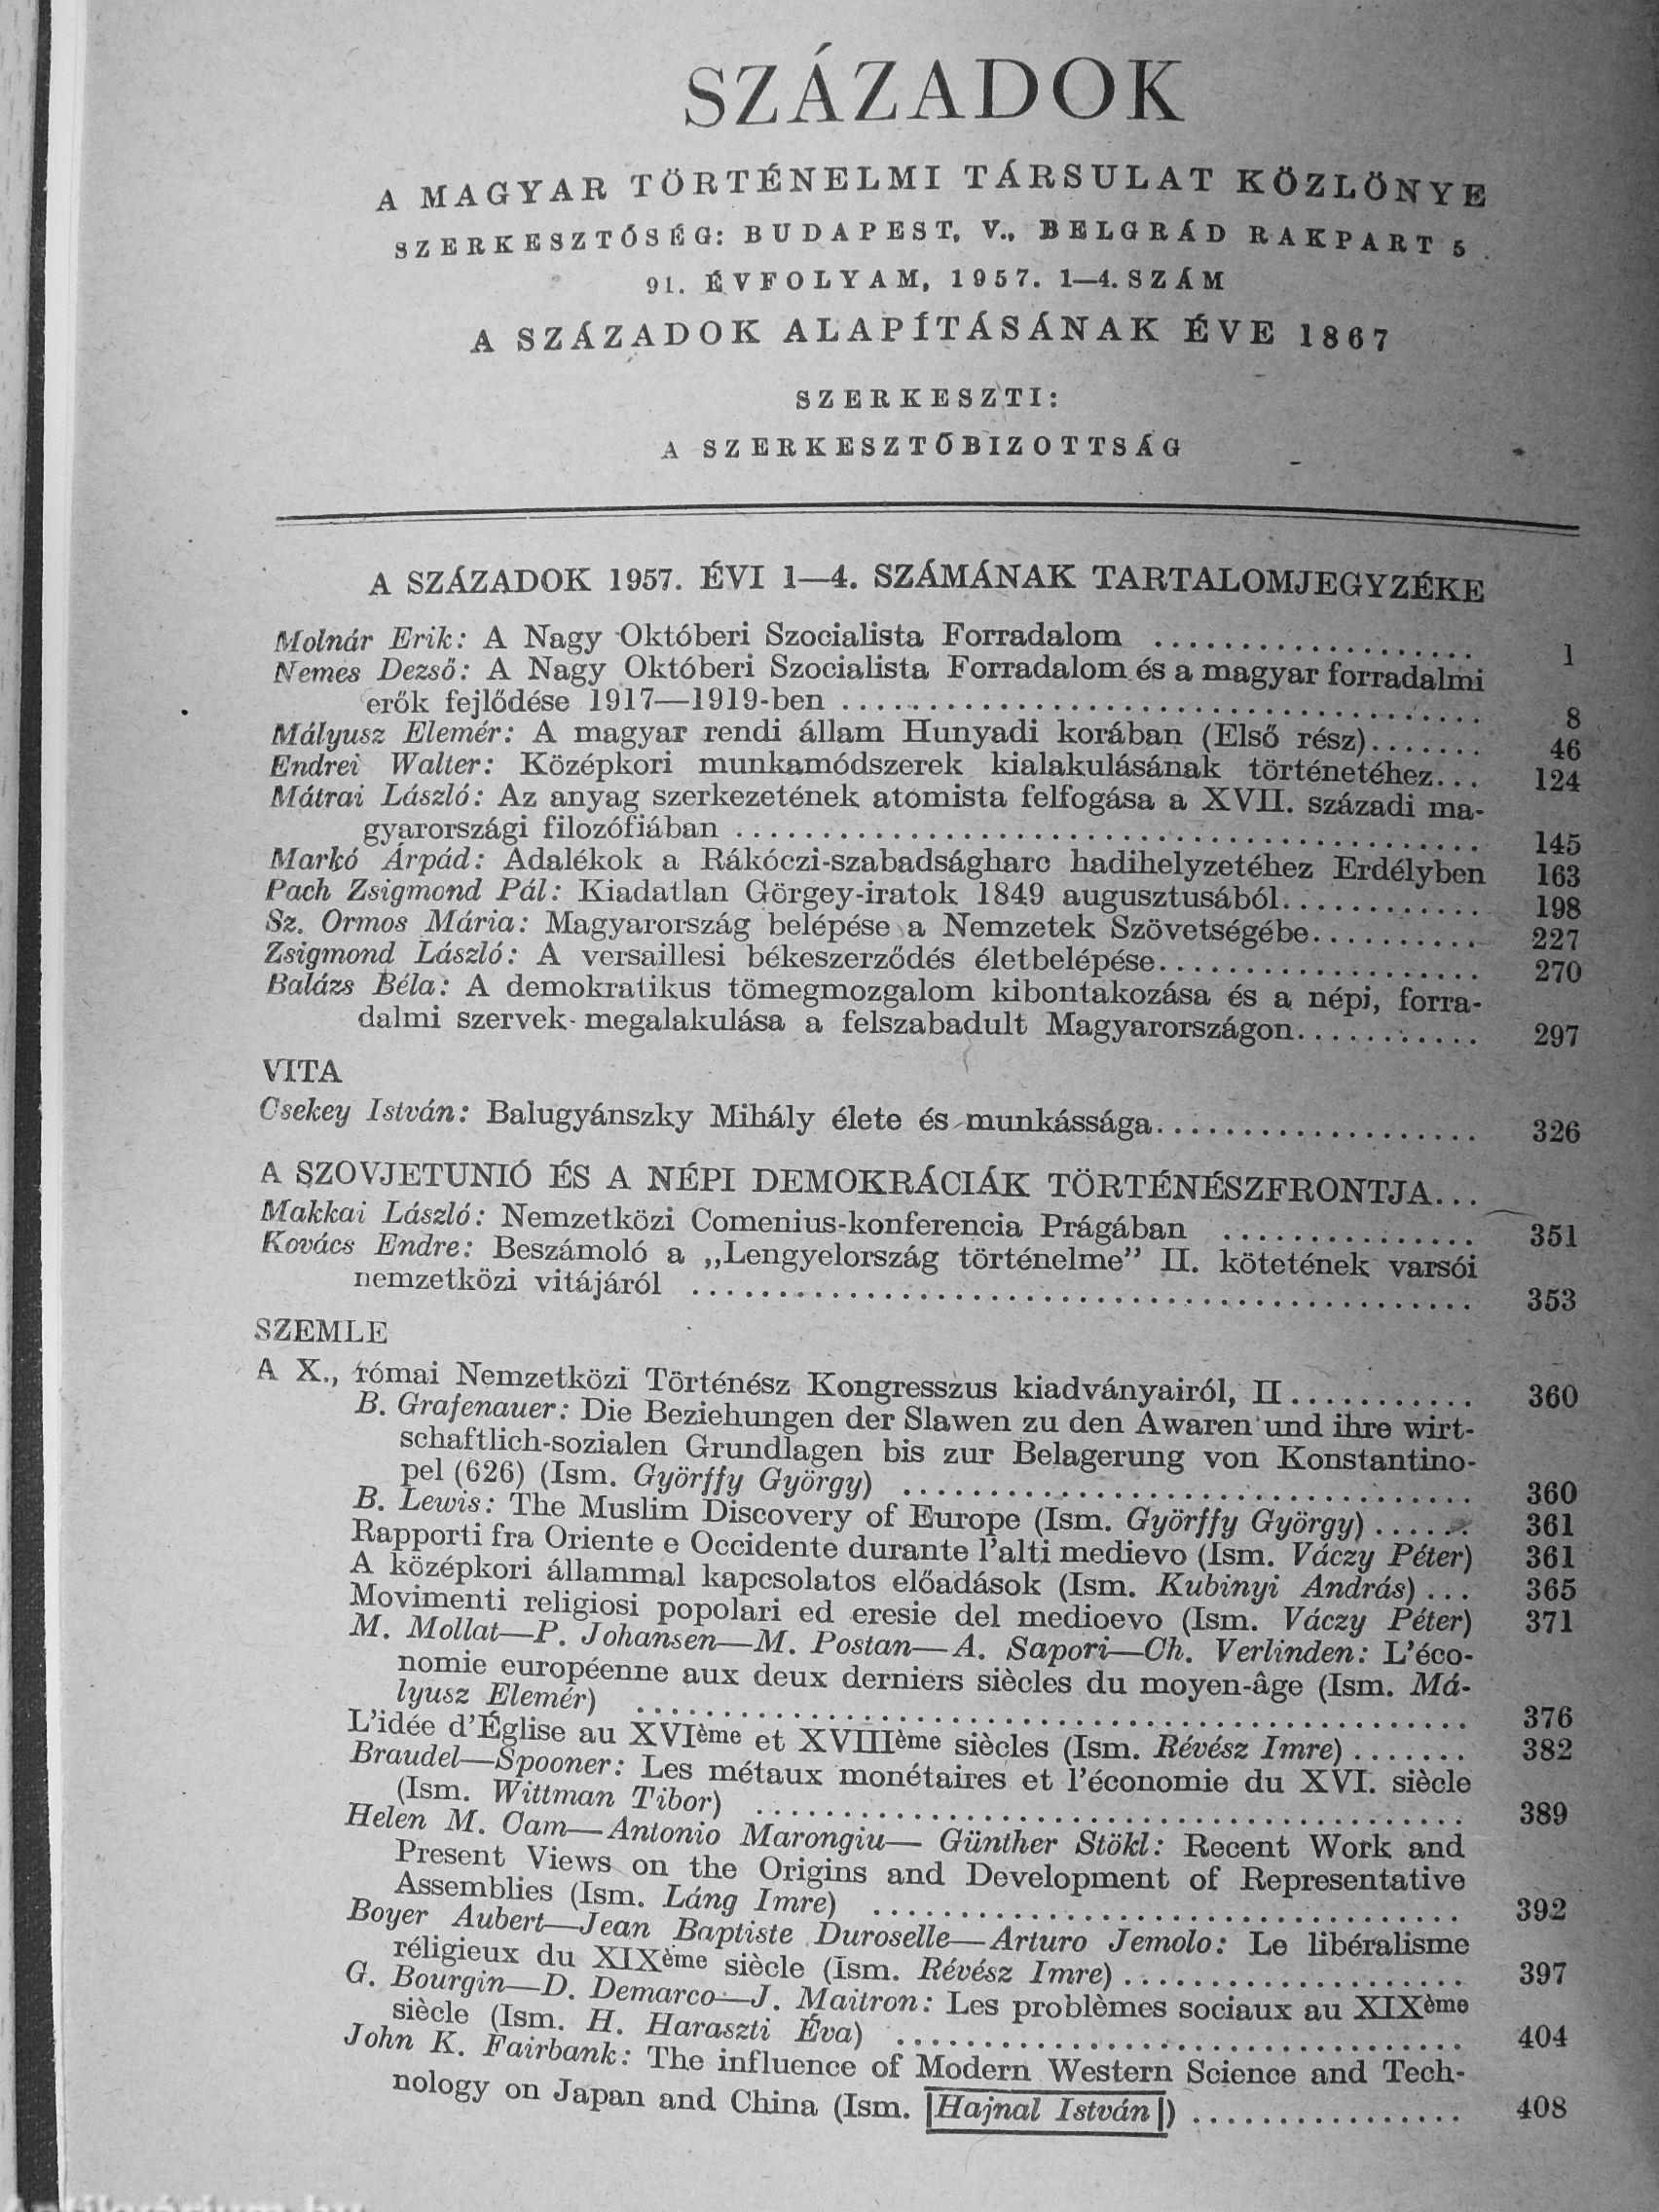 SZÁZADOK
A MAGYAR TÖRTÉNELMI TÁRSULAT KÖZLÖNYE
SZERKESZTŐSÉG: BUDAPEST, V., BELGRÁD RAKPART 5
91. ÉVFOLYAM, 1957. 1—4. SZÁM
A SZÁZADOK ALAPÍTÁSÁNAK ÉVE 1867
SZERKESZTI:
A SZERKESZTŐBIZOTTSÁG
A SZÁZADOK 1957. ÉVI 1—4. SZÁMÁNAK TARTALOMJEGYZÉKE
Molnár Erik: A Nagy Októberi Szocialista Forradalom .................... 1
Nemes Dezső: A Nagy Októberi Szocialista Forradalom és a magyar forradalmi
erők fejlődése 1917—1919-ben ........................................ 8
Mályusz Elemér: A magyar rendi állam Hunyadi korában (Első rész)....... 46
Endrei Walter: Középkori munkamódszerek kialakulásának történetéhez... 124
Mátrai László: Az anyag szerkezetének atomista felfogása a XVII. századi ma-
gyarországi filozófiában ............................................. 145
Markó Árpád: Adalékok a Rákóczi-szabadságharc hadihelyzetéhez Erdélyben 163
Pach Zsigmond Pál: Kiadatlan Görgey-iratok 1849 augusztusából............ 198
Sz. Ormos Mária: Magyarország belépése a Nemzetek Szövetségébe.......... 227
Zsigmond László: A versaillesi békeszerződés életbelépése................... 270
Balázs Béla: A demokratikus tömegmozgalom kibontakozása és a népi, forra-
dalmi szervek megalakulása a felszabadult Magyarországon........... 297
VITA
Csekey István: Balugyánszky Mihály élete és munkássága................... 326
A SZOVJETUNIÓ ÉS A NÉPI DEMOKRÁCIÁK TÖRTÉNÉSZFRONTJA...
Makkai László: Nemzetközi Comenius-konferencia Prágában ............... 351
Kovács Endre: Beszámoló a „Lengyelország történelme” II. kötetének varsói
nemzetközi vitájáról ............................................. 353
SZEMLE
A X., római Nemzetközi Történész Kongresszus kiadványairól, II ........... 360
B. Grafenauer: Die Beziehungen der Slawen zu den Awaren und ihre wirt-
schaftlich-sozialen Grundlagen bis zur Belagerung von Konstantino-
pel (626) (Ism. Györffy György) .................................. 360
B. Lewis: The Muslim Discovery of Europe (Ism. Györffy György) ...... 361
Rapporti fra Oriente e Occidente durante l’alti medievo (Ism. Váczy Péter) 361
A középkori állammal kapcsolatos előadások (Ism. Kubinyi András) ... 365
Movimenti religiosi popolari ed eresie del medioevo (Ism. Váczy Péter) 371
M. Mollat—P. Johansen—M. Postan—A. Sapori—Ch. Verlinden: L’éco-
nomie européenne aux deux derniers siècles du moyen-âge (Ism. Má-
lyusz Elemér) .................................................. 376
L’idée d’Église au XVIème et XVIIIème siècles (Ism. Révész Imre) ....... 382
Braudel—Spooner: Les métaux monétaires et l’économie du XVI. siècle
(Ism. Wittman Tibor) .......................................... 389
Helen M. Cam—Antonio Marongiu— Günther Stökl: Recent Work and
Present Views on the Origins and Development of Representative
Assemblies (Ism. Láng Imre) ................................... 392
Boyer Aubert—Jean Baptiste Duroselle—Arturo Jemolo: Le libéralisme
réligieux du XIXème siècle (Ism. Révész Imre) ..................... 397
G. Bourgin—D. Demarco—J. Maitron: Les problèmes sociaux au XIXème
siècle (Ism. H. Haraszti Éva) .................................. 404
John K. Fairbank: The influence of Modern Western Science and Tech-
nology on Japan and China (Ism. |Hajnal István|) ................ 408